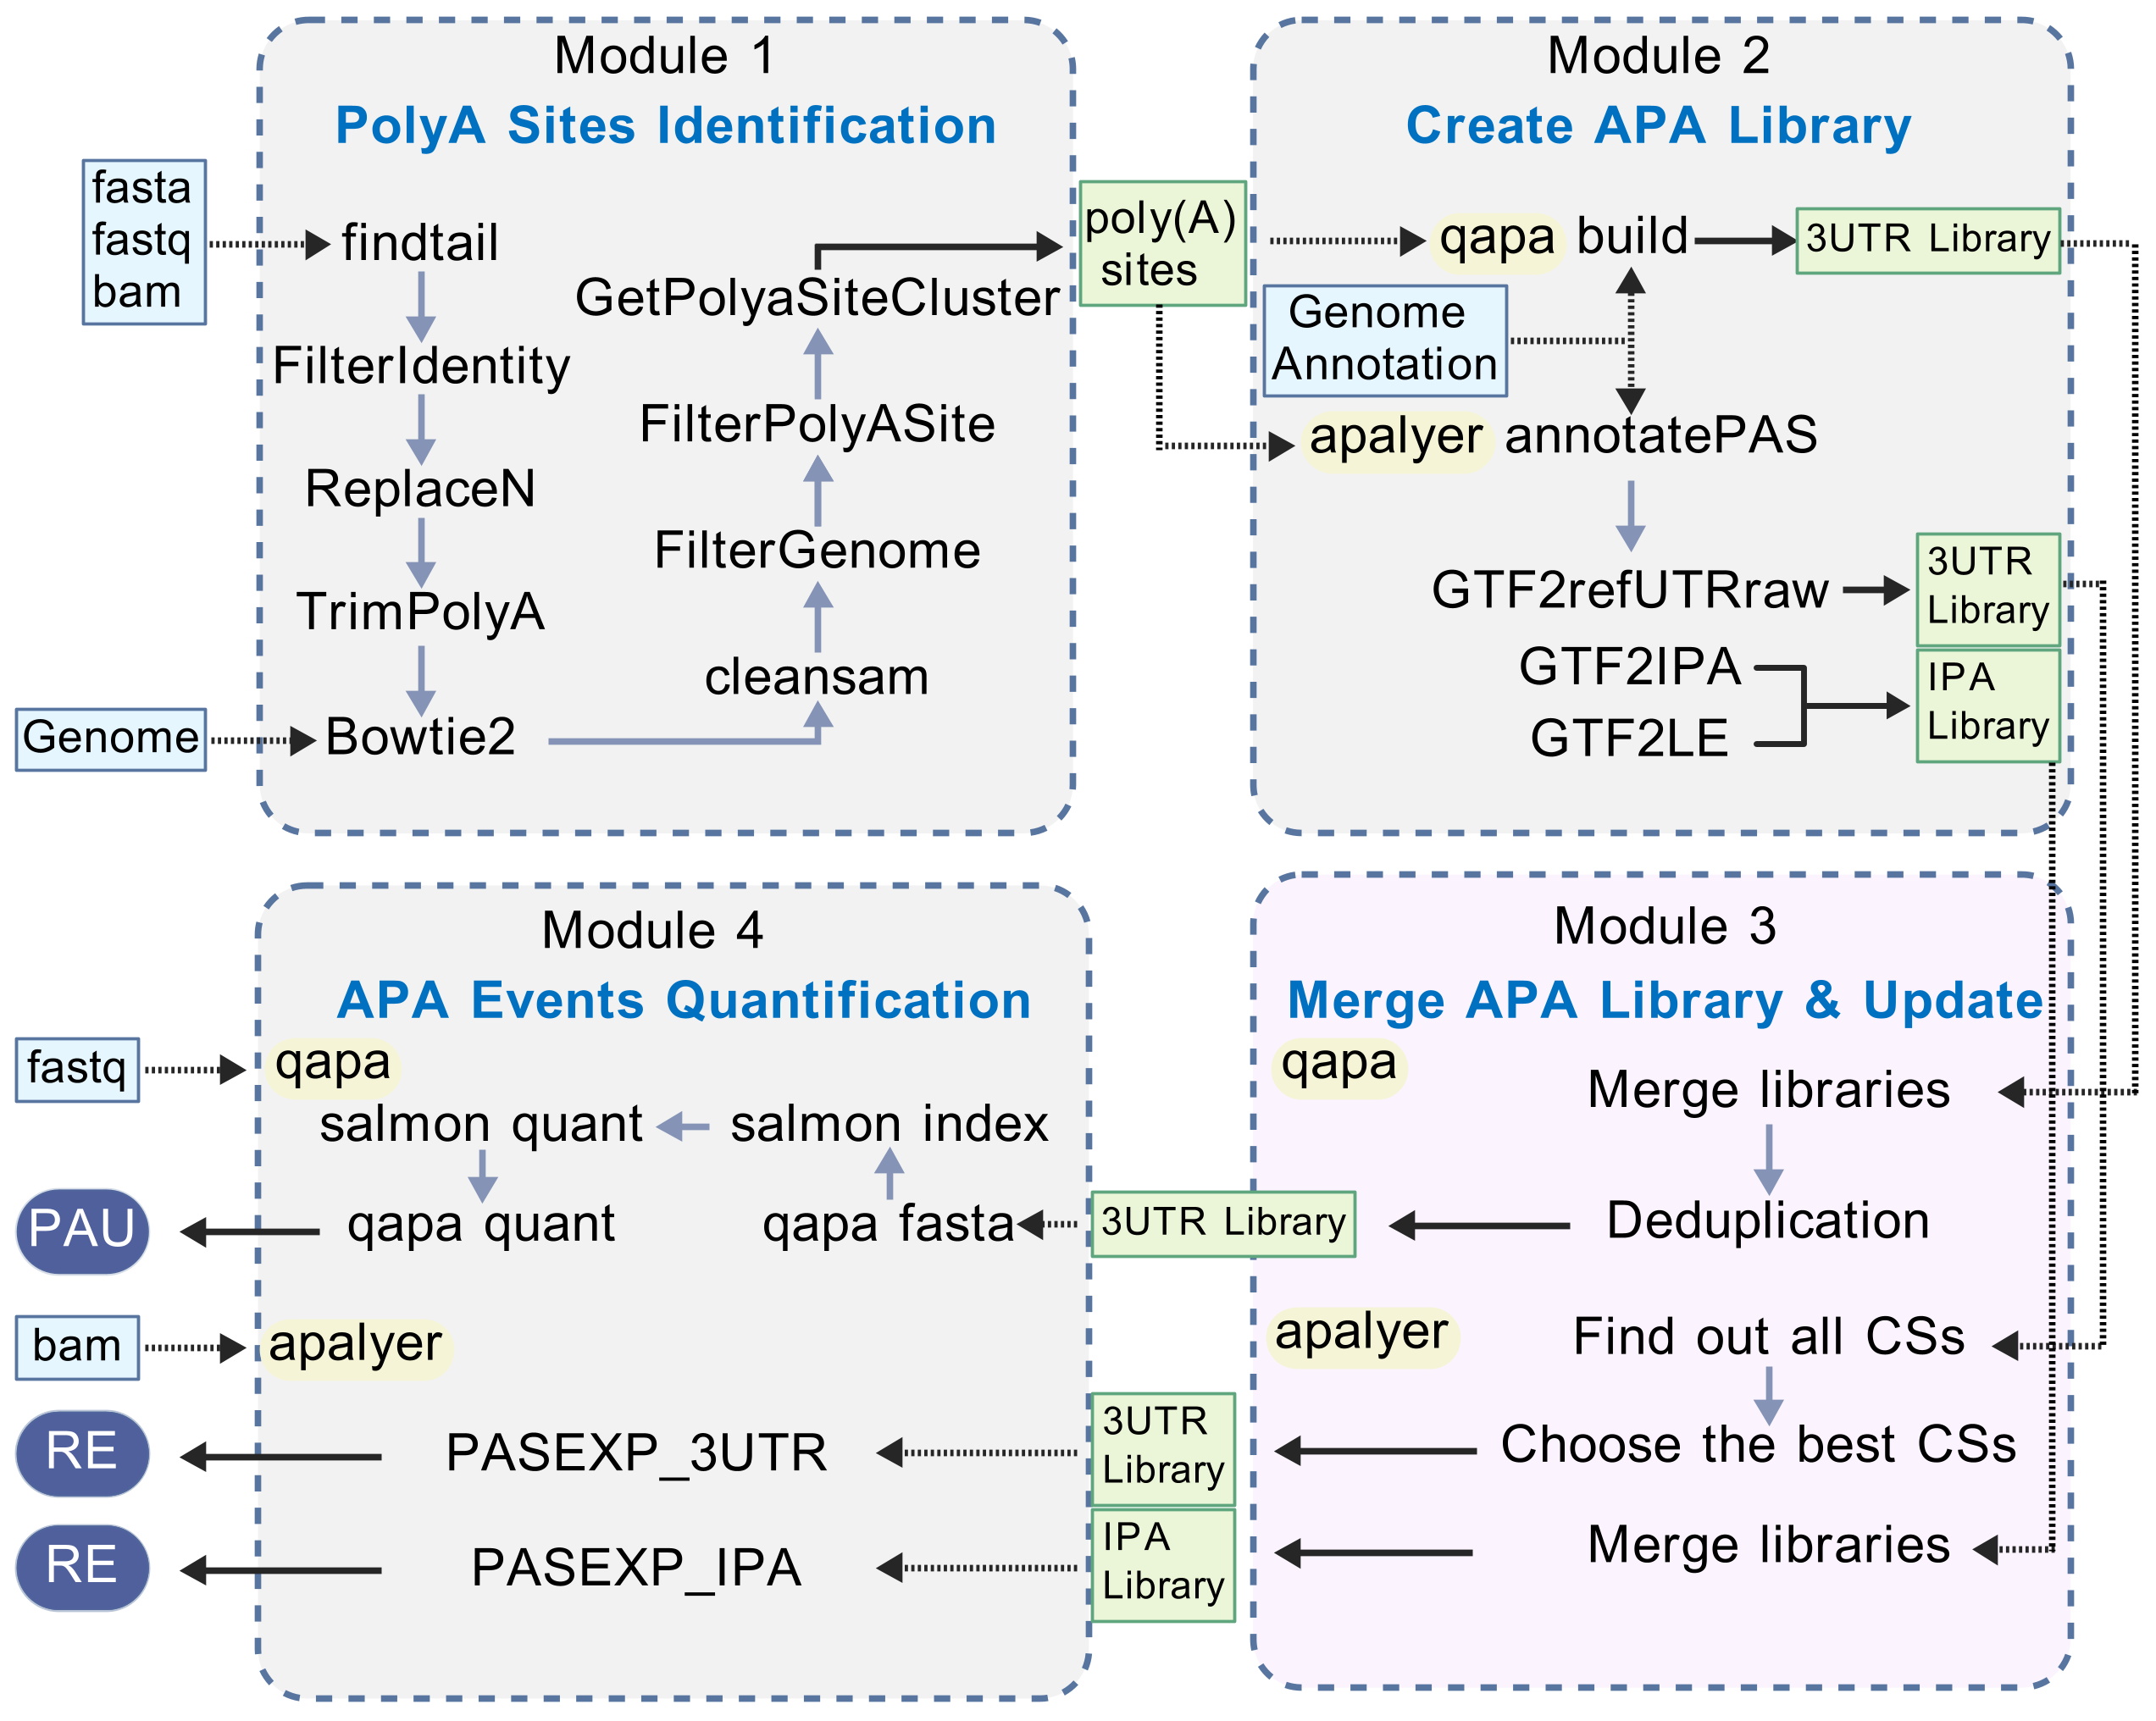 Module 1
PolyA Sites Identification
fasta
fastq
bam
findtail
FilterIdentity
ReplaceN
TrimPolyA
Genome
Bowtie2
cleansam
FilterGenome
FilterPolyASite
GetPolyaSiteCluster
poly(A)
sites
Module 2
Create APA Library
qapa build
3UTR Library
Genome
Annotation
apalyer annotatePAS
GTF2refUTRraw
3UTR
Library
GTF2IPA
GTF2LE
IPA
Library
Module 3
Merge APA Library & Update
qapa
Merge libraries
Deduplication
3UTR Library
apalyer
Find out all CSs
Choose the best CSs
3UTR
Library
Merge libraries
IPA
Library
Module 4
APA Events Quantification
fastq
qapa
salmon quant
salmon index
PAU
qapa quant
qapa fasta
bam
apalyer
RE
PASEXP_3UTR
RE
PASEXP_IPA